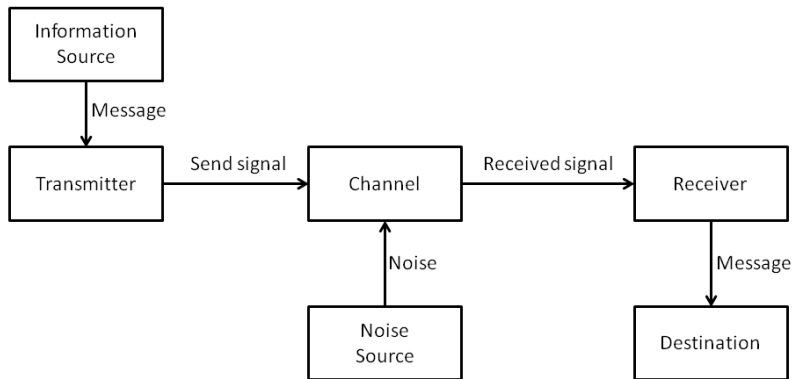 Information
Source
Message
Transmitter
Send signal
Channel
Received signal
Receiver
Noise
Message
Noise
Source
Destination